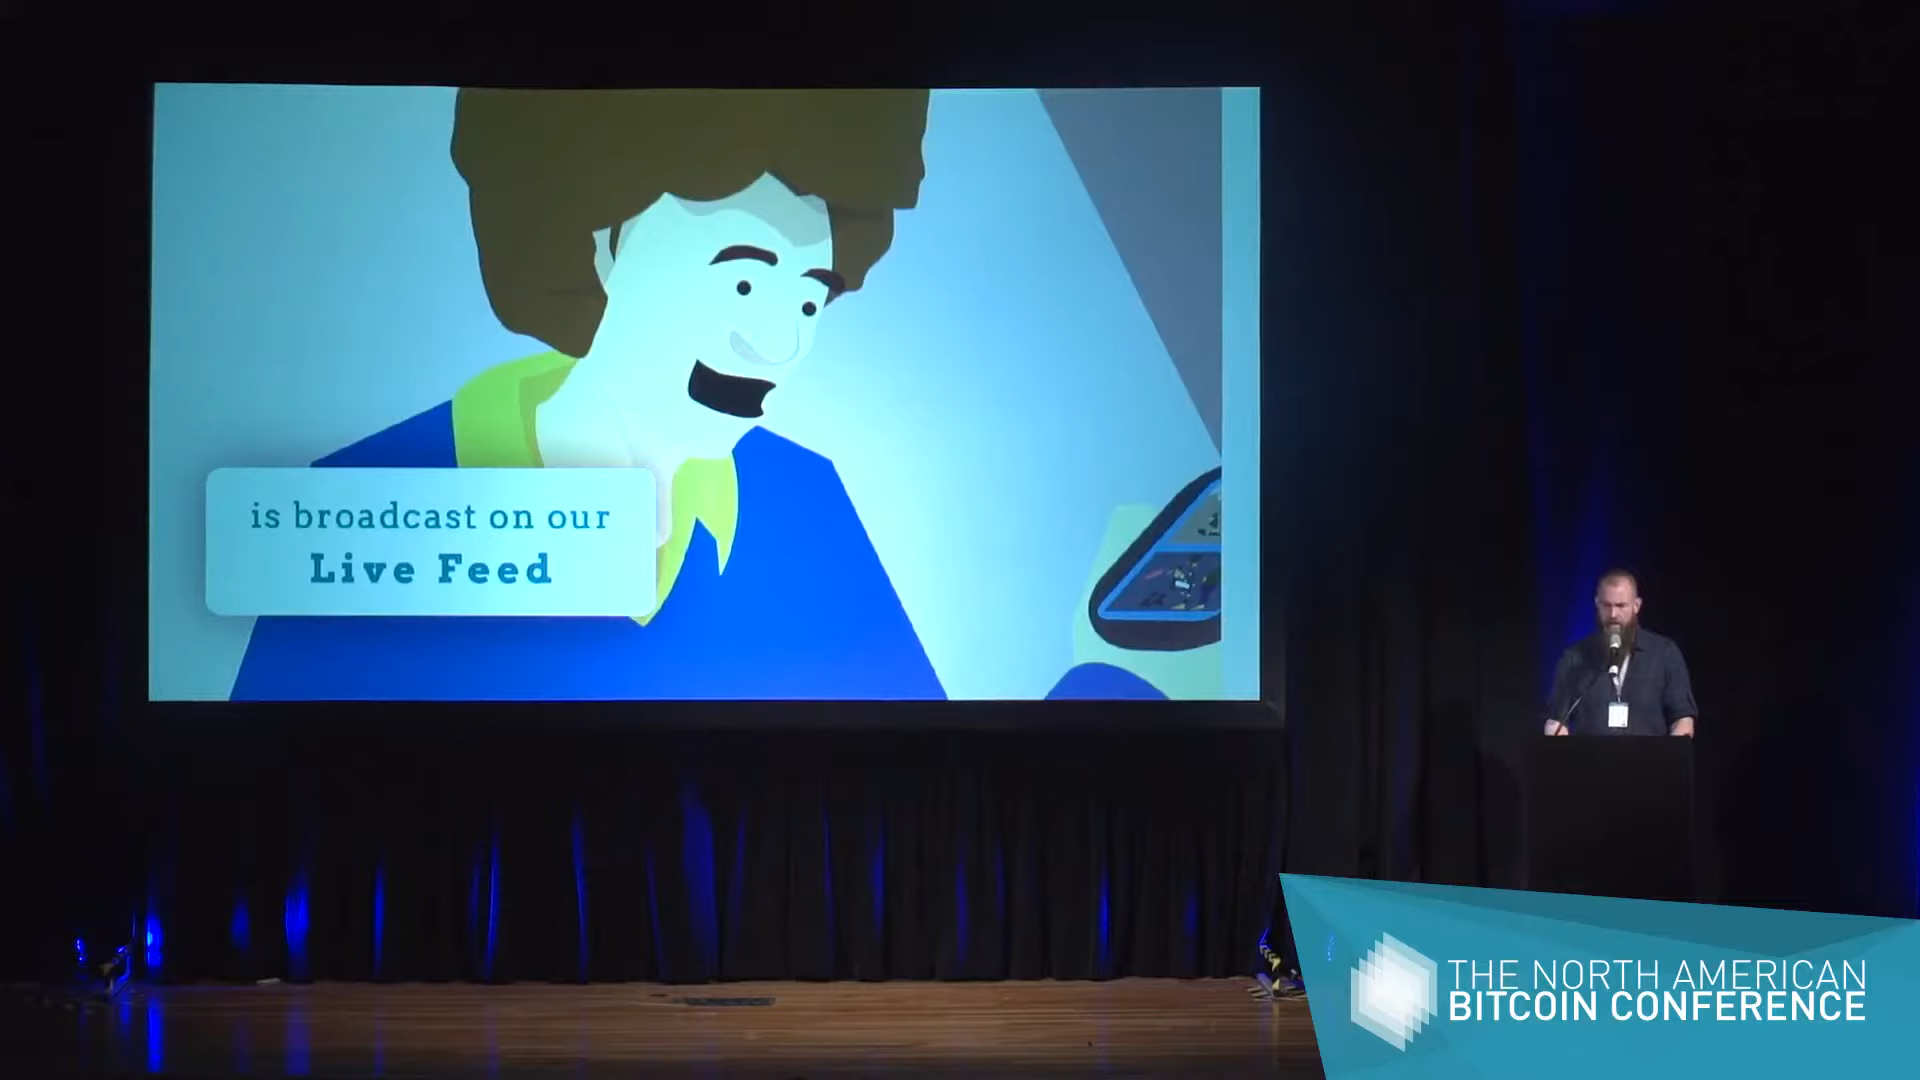 is broadcast on our
Live Feed
THE NORTH AMERICAN
BITCOIN CONFERENCE